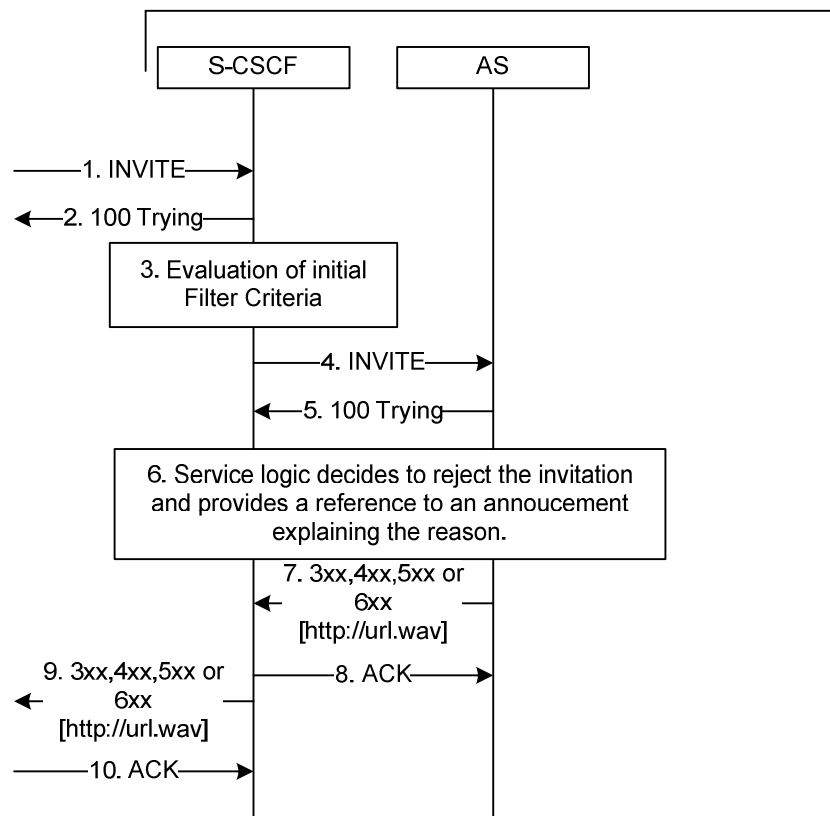 S-CSCF
AS
1. INVITE
2. 100 Trying
3. Evaluation of initial
Filter Criteria
4. INVITE
5. 100 Trying
6. Service logic decides to reject the invitation
and provides a reference to an annoucement
explaining the reason.
7. 3xx,4xx,5xx or
6xx
[http://url.wav]
8. ACK
9. 3xx,4xx,5xx or
6xx
[http://url.wav]
10. ACK